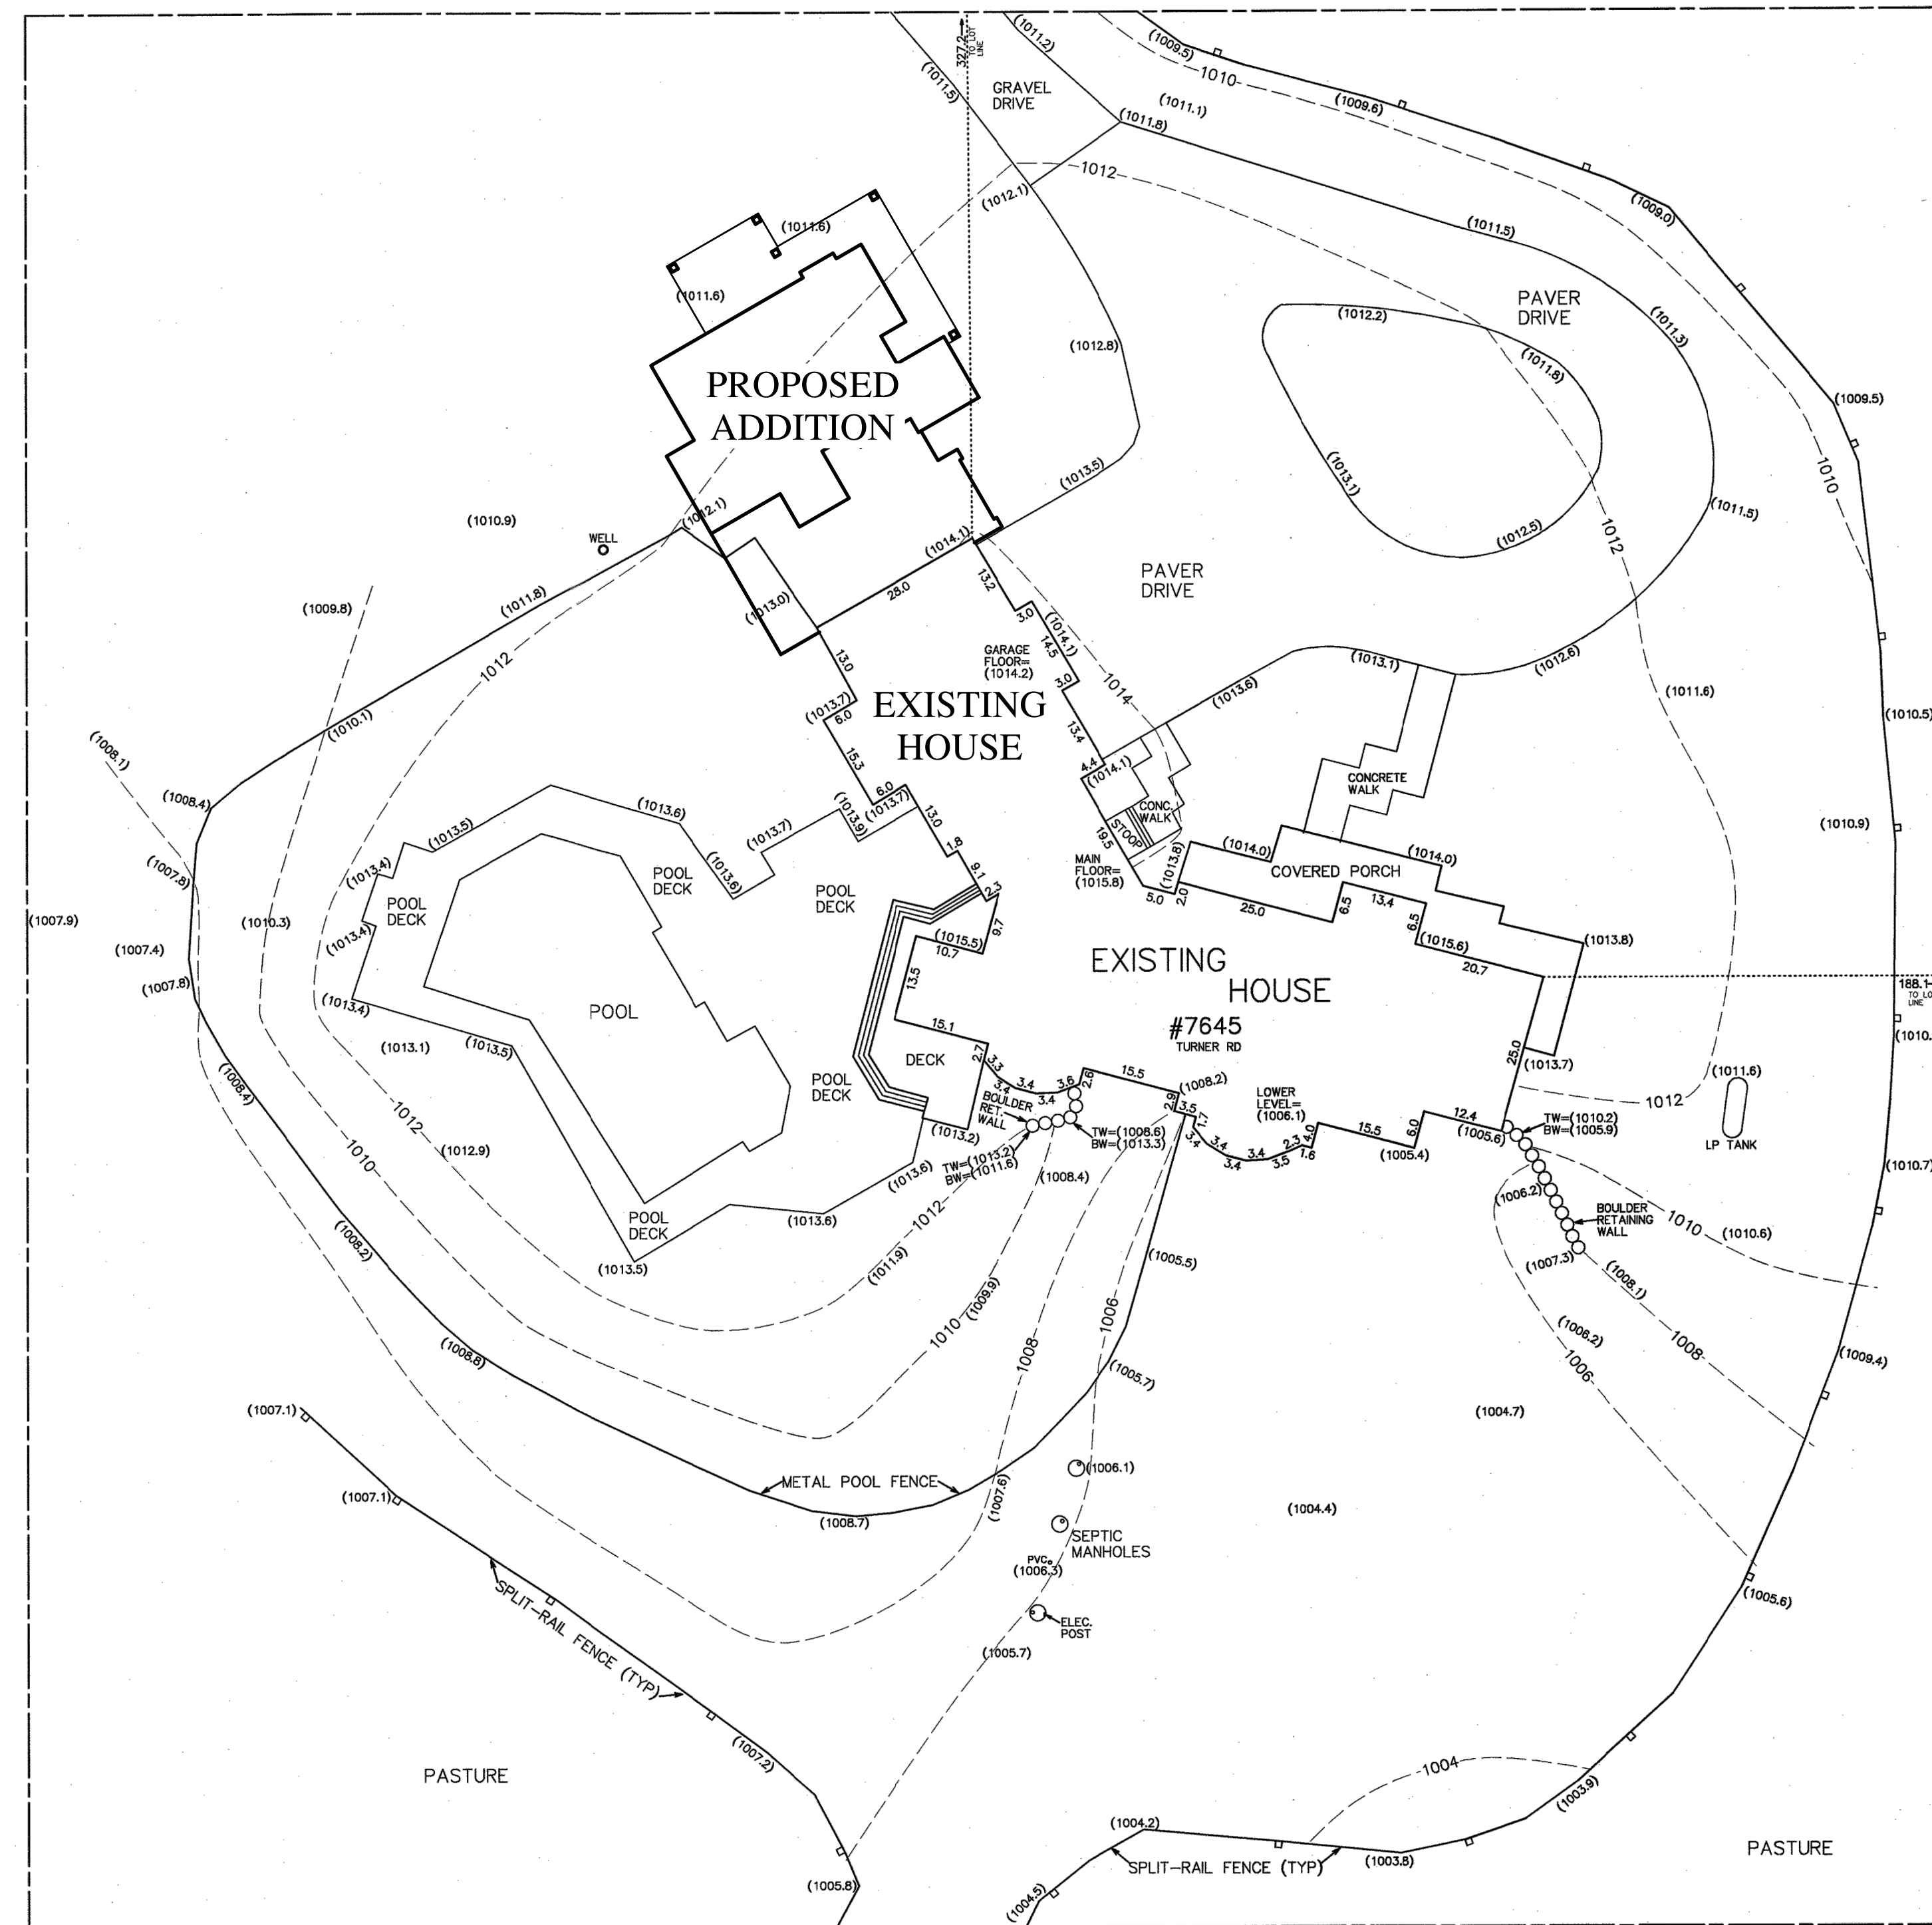 (1011.2)
327.2
TO LOT
LINE
(1009.5)
1010
(1011.5)
GRAVEL
DRIVE
(1011.1)
(1009.6)
(1011.8)
1012
(1012.1)
(1009.0)
(1011.6)
(1011.5)
(1011.6)
PAVER
DRIVE
(1012.2)
(1011.3)
(1012.8)
(1011.8)
PROPOSED
ADDITION
(1009.5)
(1013.5)
(1013.1)
1010
(1012.1)
(1010.9)
(1011.5)
WELL
(1014.1)
(1012.5)
1012
13.2
PAVER
DRIVE
28.0
(1011.8)
(1009.8)
(1013.0)
3.0
(1014.1)
14.5
GARAGE
FLOOR=
(1014.2)
13.0
1012
3.0
1014
(1013.1)
(1012.6)
(1013.6)
(1011.6)
(1013.7)
6.0
EXISTING
HOUSE
(1010.1)
(1010.5)
13.4
(1008.1)
15.3
4.4
(1014.1)
CONCRETE
WALK
(1008.4)
(1013.6)
6.0
(1013.7)
(1013.9)
13.0
CONC.
WALK
STOOP
19.5
(1010.9)
(1013.5)
(1013.7)
1.8
(1014.0)
(1014.0)
(1013.8)
MAIN
FLOOR=
(1015.8)
COVERED PORCH
(1007.8)
(1013.4)
POOL
DECK
(1013.6)
9.1
2.3
5.0
2.0
25.0
6.5
13.4
6.5
POOL
DECK
POOL
DECK
(1007.9)
(1010.3)
(1013.4)
9.7
(1015.5)
10.7
(1015.6)
20.7
(1013.8)
(1007.4)
EXISTING
HOUSE
13.5
(1007.8)
(1013.4)
POOL
188.1
TO LO
LINE
#7645
TURNER RD
15.1
(1010.
(1013.1)
(1013.5)
2.7
DECK
25.0
(1013.7)
3.3
3.4
3.4
3.4
3.6
2.6
15.5
(1008.2)
2.9
3.5
1.7
(1011.6)
POOL
DECK
(1008.4)
LOWER
LEVEL=
(1006.1)
BOULDER
RET.
WALL
1012
1012
12.4
(1005.6)
TW=(1010.2)
BW=(1005.9)
(1013.2)
TW=(1008.6)
BW=(1013.3)
3.4
3.4
3.4
3.4
3.5
2.3
1.6
4.0
15.5
6.0
(1005.4)
LP TANK
(1012.9)
1010
TW=(1013.2)
BW=(1011.6)
(1008.4)
(1013.6)
(1010.7)
(1006.2)
1012
BOULDER
RETAINING
WALL
1010
(1010.6)
POOL
DECK
(1013.6)
(1008.2)
(1013.5)
(1011.9)
(1005.5)
(1007.3)
(1008.1)
(1009.9)
1010
1006
1008
(1006.2)
1006
1008
(1008.8)
(1009.4)
(1005.7)
(1007.1)
(1004.7)
METAL POOL FENCE
(1006.1)
(1007.1)
(1007.6)
(1008.7)
(1004.4)
SEPTIC
MANHOLES
PVC
(1006.3)
SPLIT-RAIL FENCE (TYP)
(1005.6)
ELEC.
POST
(1005.7)
(1007.2)
PASTURE
1004
(1003.9)
(1004.2)
PASTURE
SPLIT-RAIL FENCE (TYP)
(1003.8)
(1005.8)
(1004.5)